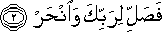 فَصَلِّ لِرَبِّكَ وَٱنْحَرْ ٢